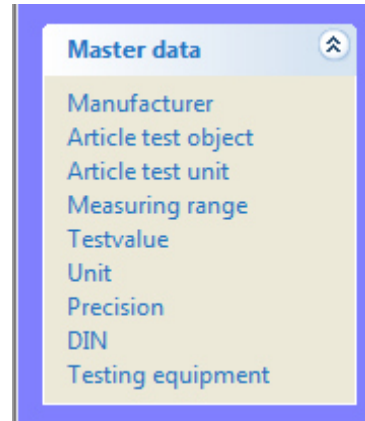 Master data
Manufacturer
Article test object
Article test unit
Measuring range
Testvalue
Unit
Precision
DIN
Testing equipment